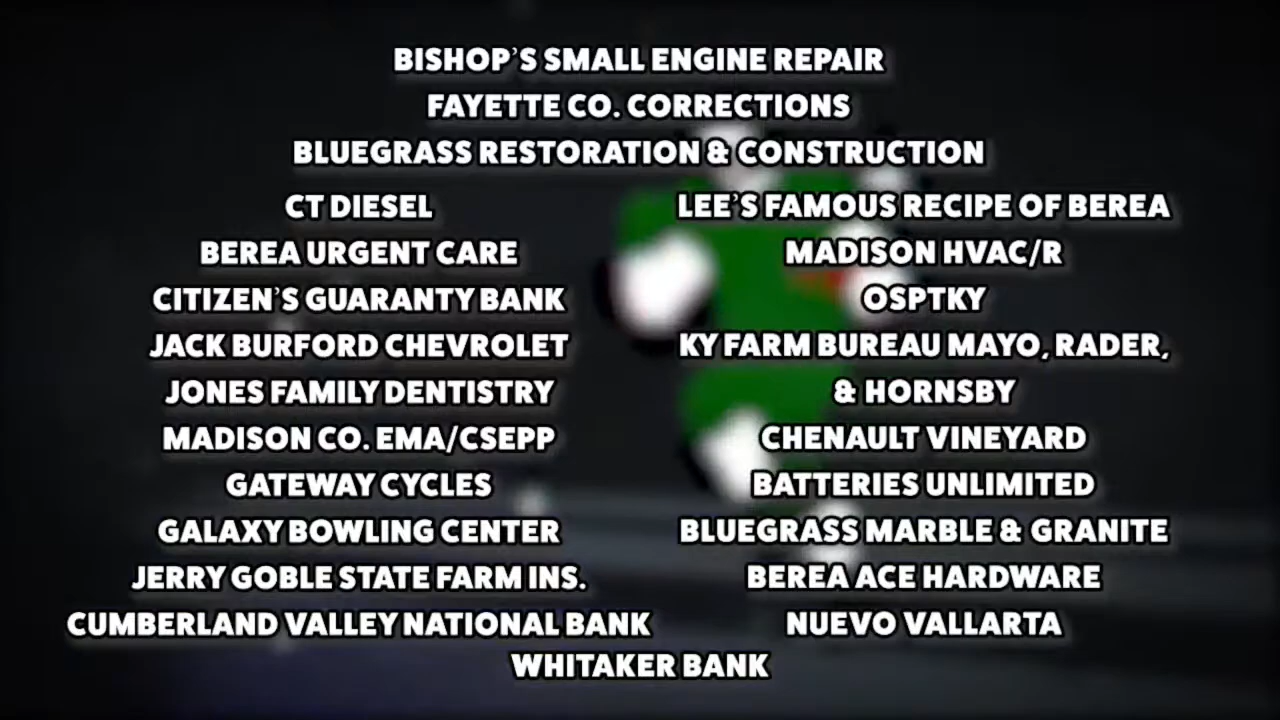 BISHOP'S SMALL ENGINE REPAIR
FAYETTE CO. CORRECTIONS
BLUEGRASS RESTORATION & CONSTRUCTION
CT DIESEL
BEREA URGENT CARE
CITIZEN'S GUARANTY BANK
JACK BURFORD CHEVROLET
JONES FAMILY DENTISTRY
MADISON CO. EMA/CSEPP
GATEWAY CYCLES
GALAXY BOWLING CENTER
JERRY GOBLE STATE FARM INS.
CUMBERLAND VALLEY NATIONAL BANK
LEE'S FAMOUS RECIPE OF BEREA
MADISON HVAC/R
OSPTKY
KY FARM BUREAU MAYO, RADER,
& HORNSBY
CHENAULT VINEYARD
BATTERIES UNLIMITED
BLUEGRASS MARBLE & GRANITE
BEREA ACE HARDWARE
NUEVO VALLARTA
WHITAKER BANK